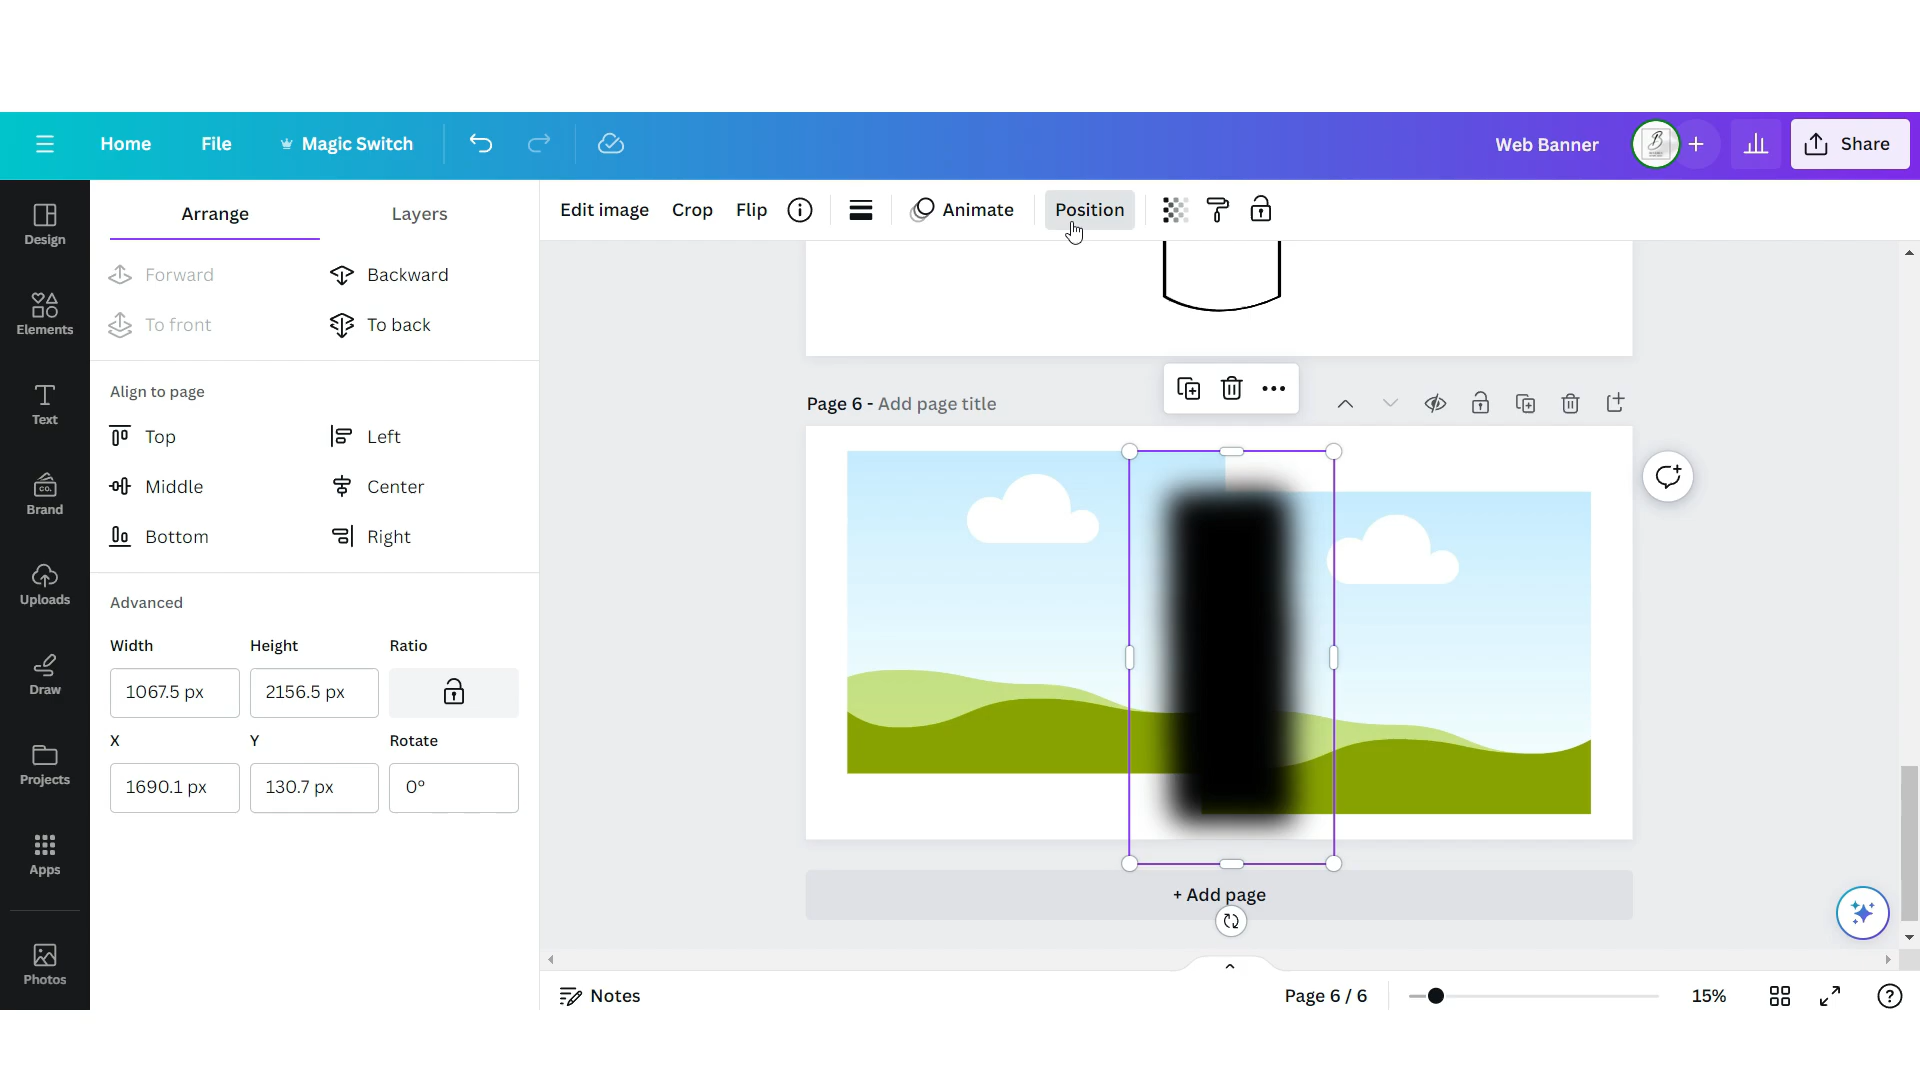 Home File Magic Switch Web Banner Share
Design
Elements
Text
Brand
Uploads
Draw
Projects
Apps
Photos
Arrange Layers
Forward Backward
To front To back
Align to page
Top Left
Middle Center
Bottom Right
Advanced
Width Height Ratio
1067.5 px 2156.5 px
X Y Rotate
1690.1 px 130.7 px 0°
Edit image Crop Flip Animate Position
Page 6 - Add page title
+ Add page
Notes Page 6 / 6 15%